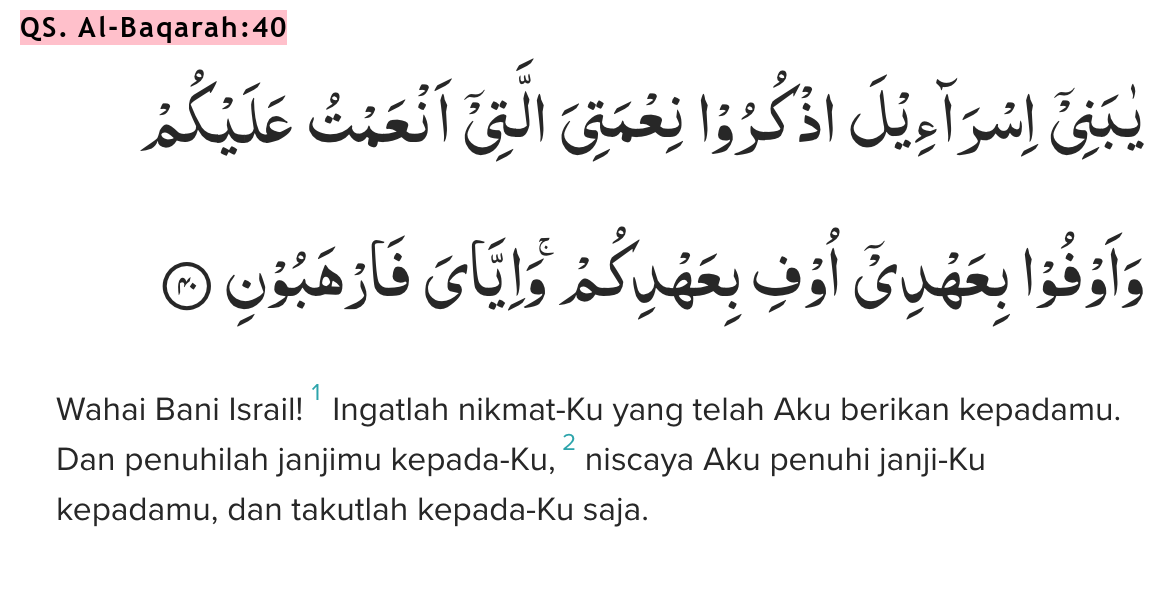 QS. Al-Baqarah:40
يٰبَنِيْٓ اِسْرَاۤءِيْلَ اذْكُرُوْا نِعْمَتِيَ الَّتِيْٓ اَنْعَمْتُ عَلَيْكُمْ
وَاَوْفُوْا بِعَهْدِيْٓ اُوْفِ بِعَهْدِكُمْۚ وَاِيَّايَ فَارْهَبُوْنِ ٤٠
Wahai Bani Israil! 1 Ingatlah nikmat-Ku yang telah Aku berikan kepadamu.
Dan penuhilah janjimu kepada-Ku, 2 niscaya Aku penuhi janji-Ku
kepadamu, dan takutlah kepada-Ku saja.